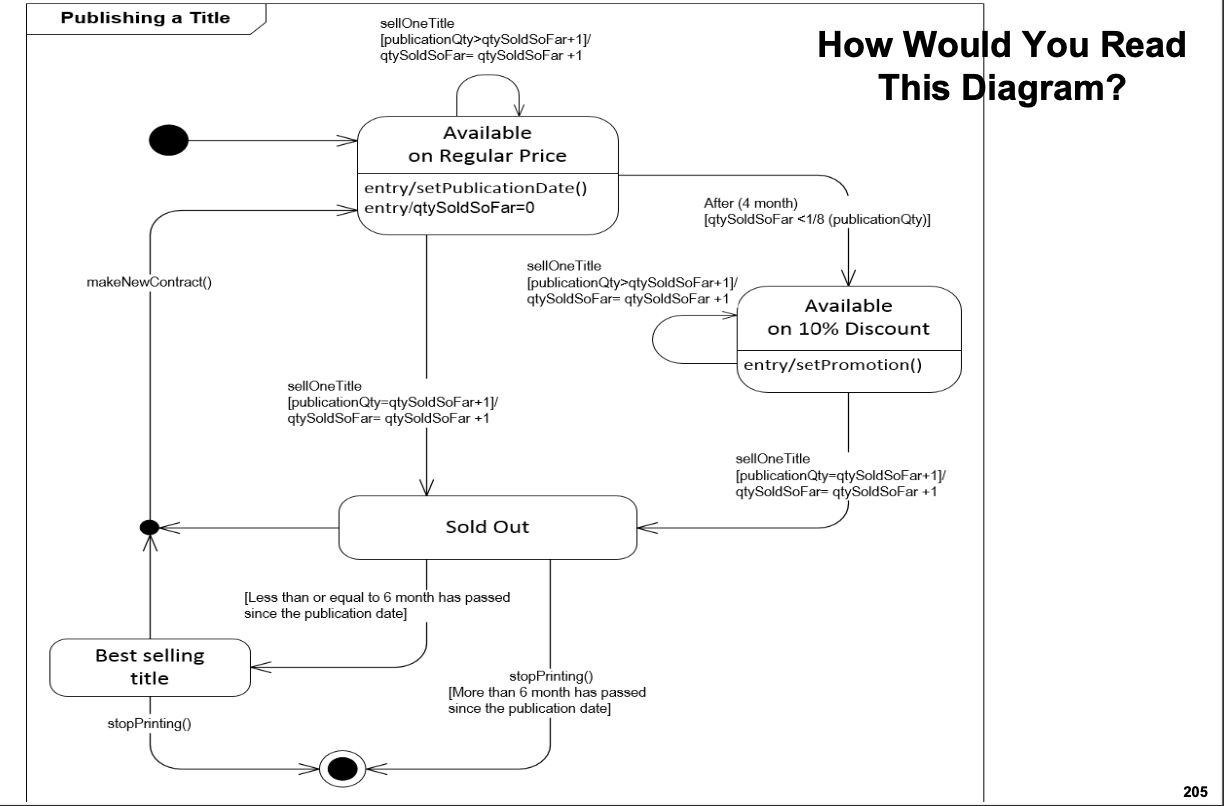 Publishing a Title
How Would You Read
This Diagram?
sellOneTitle
[publicationQty>qtySoldSoFar+1]/
qtySoldSoFar= qtySoldSoFar +1
Available
on Regular Price
entry/setPublicationDate()
entry/qtySoldSoFar=0
After (4 month)
[qtySoldSoFar <1/8 (publicationQty)]
makeNewContract()
sellOneTitle
[publicationQty>qtySoldSoFar+1]/
qtySoldSoFar= qtySoldSoFar +1
Available
on 10% Discount
entry/setPromotion()
sellOneTitle
[publicationQty=qtySoldSoFar+1]/
qtySoldSoFar= qtySoldSoFar +1
sellOneTitle
[publicationQty=qtySoldSoFar+1]/
qtySoldSoFar= qtySoldSoFar +1
Sold Out
[Less than or equal to 6 month has passed
since the publication date]
Best selling
title
stopPrinting()
[More than 6 month has passed
since the publication date]
stopPrinting()
205